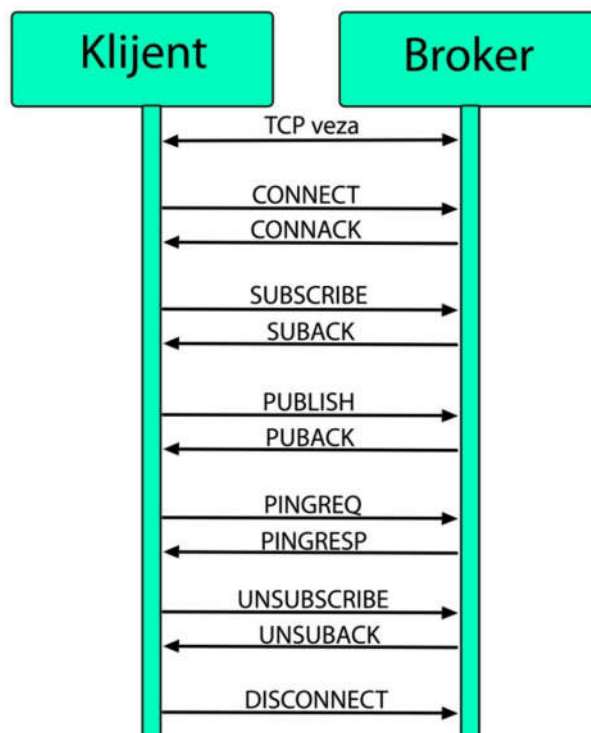 Klijent
Broker
TCP veza
CONNECT
CONNACK
SUBSCRIBE
SUBACK
PUBLISH
PUBACK
PINGREQ
PINGRESP
UNSUBSCRIBE
UNSUBACK
DISCONNECT